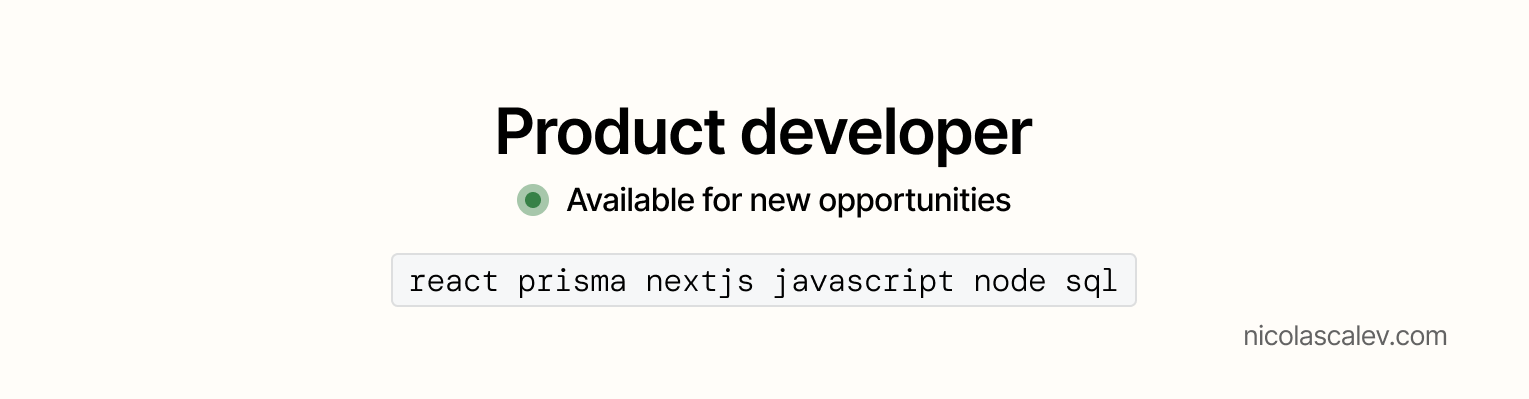 Product developer
Available for new opportunities
react prisma nextjs javascript node sql
nicolascalev.com